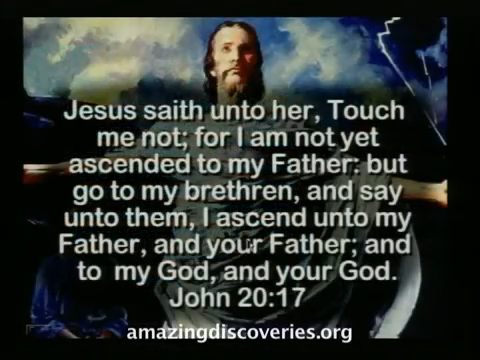 Jesus saith unto her, Touch
me not; for I am not yet
ascended to my Father: but
go to my brethren, and say
unto them, I ascend unto my
Father, and your Father; and
to my God, and your God.
John 20:17
amazingdiscoveries.org